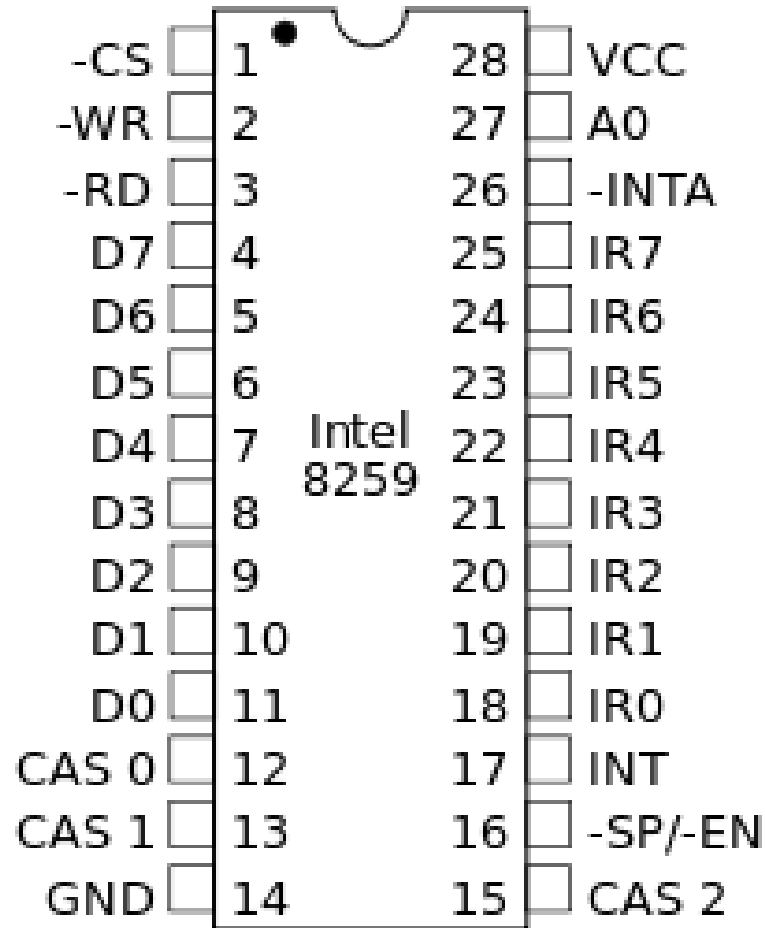 -CS 1 28 VCC
-WR 2 27 A0
-RD 3 26 -INTA
D7 4 25 IR7
D6 5 24 IR6
D5 6 23 IR5
Intel
D4 7 22 IR4
8259
D3 8 21 IR3
D2 9 20 IR2
D1 10 19 IR1
D0 11 18 IR0
CAS 0 12 17 INT
CAS 1 13 16 -SP/-EN
GND 14 15 CAS 2